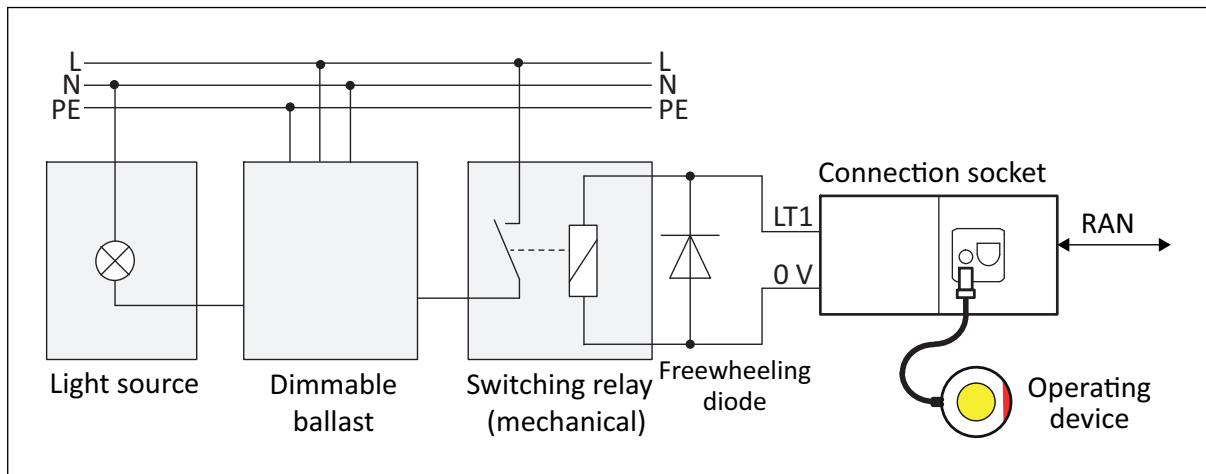 L
L
N
N
PE
PE
Connection socket
LT1
RAN
0 V
Light source
Dimmable
ballast
Switching relay
(mechanical)
Freewheeling
diode
Operating
device